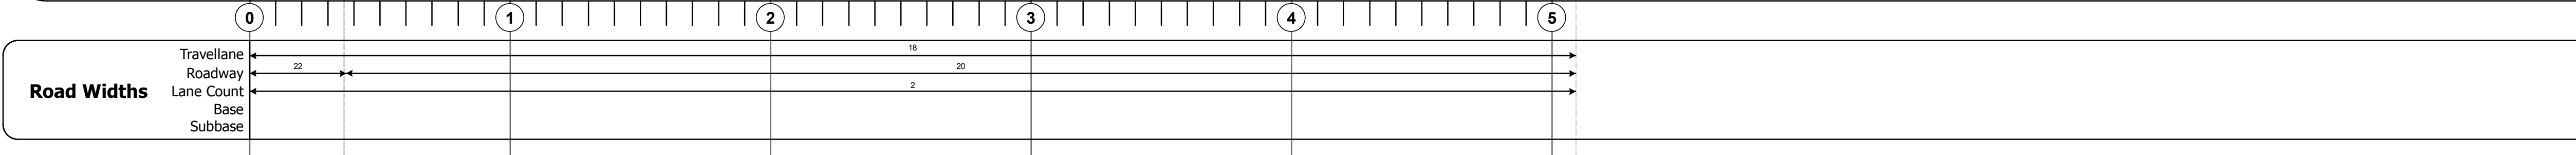 0 1 2 3 4 5
Travellane 18
Roadway 22 20
Road Widths Lane Count 2
Base
Subbase